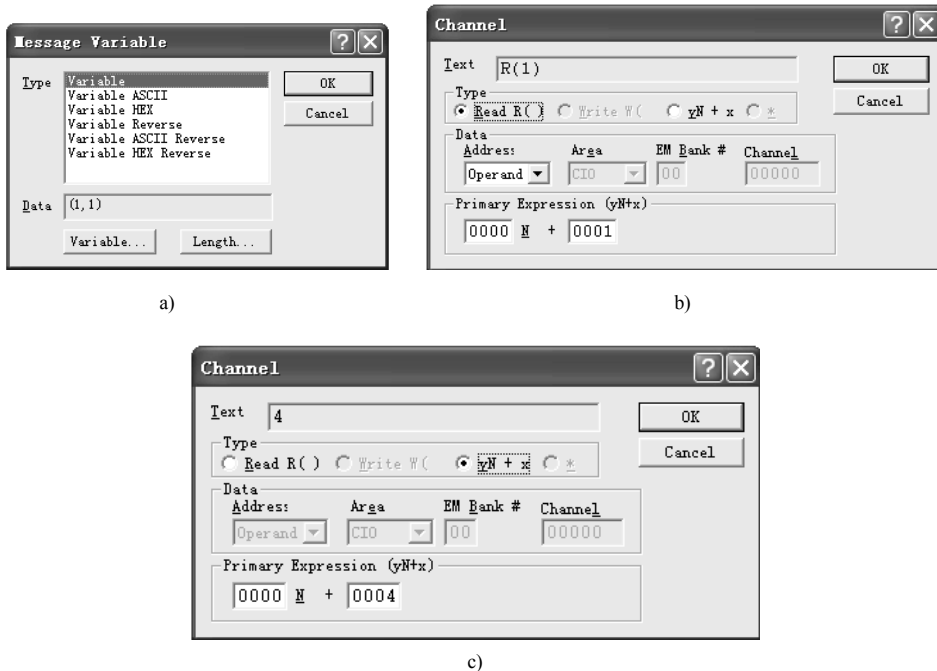 Message Variable
Type
Variable
Variable ASCII
Variable HEX
Variable Reverse
Variable ASCII Reverse
Variable HEX Reverse
OK
Cancel
Data (1,1)
Variable... Length...
a)
Channel
Text R(1)
OK
Cancel
Type
Read R( ) Write W( yN + x *
Data
Address Area EM Bank # Channel
Operand CIO 00 00000
Primary Expression (yN+x)
0000 N + 0001
b)
Channel
Text 4
OK
Cancel
Type
Read R( ) Write W( yN + x *
Data
Address Area EM Bank # Channel
Operand CIO 00 00000
Primary Expression (yN+x)
0000 N + 0004
c)